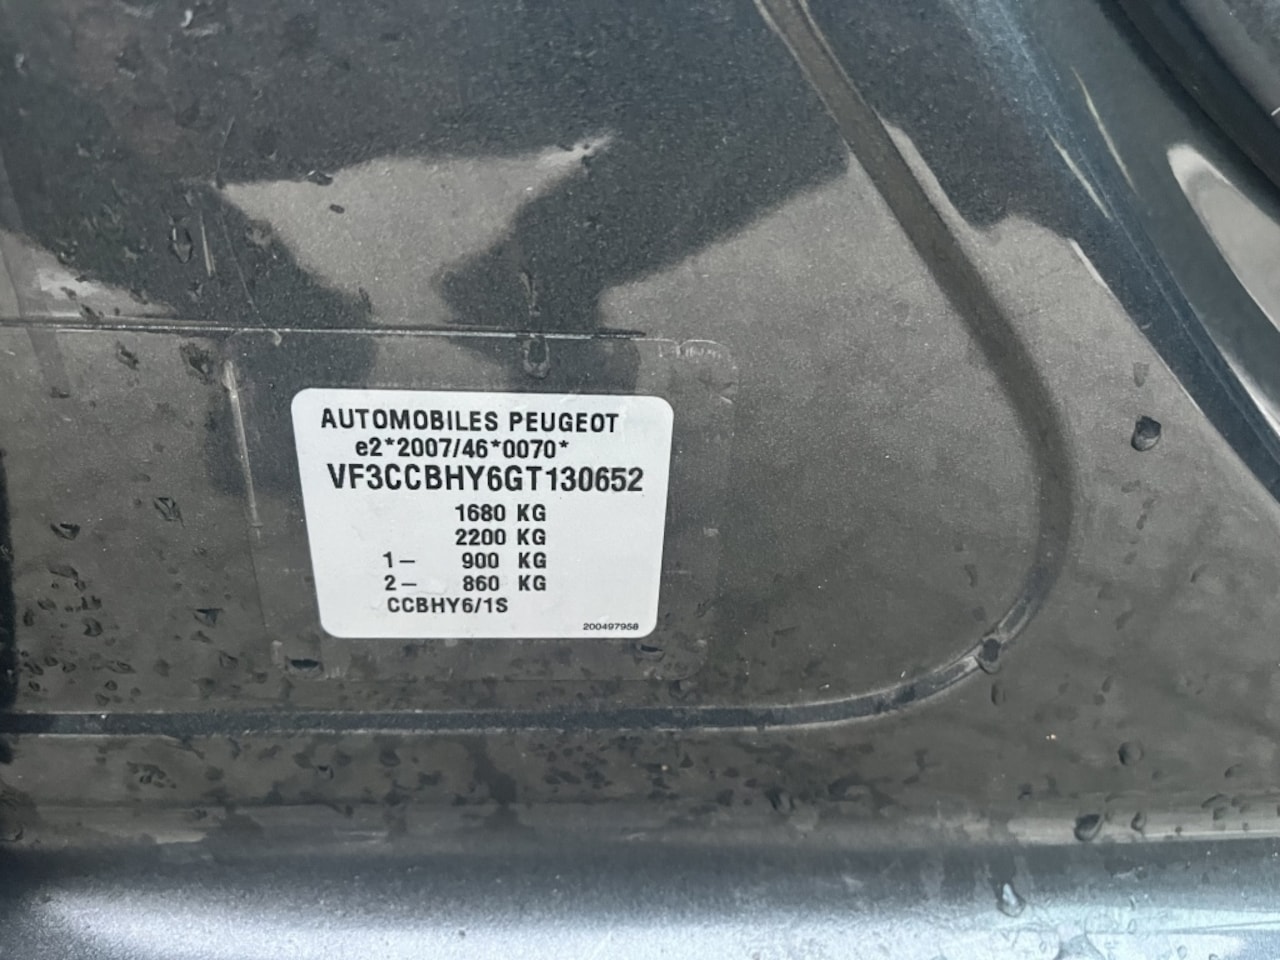 AUTOMOBILES PEUGEOT
e2*2007/46*0070*
VF3CCBHY6GT130652
1680 KG
2200 KG
1– 900 KG
2– 860 KG
CCBHY6/1S
200497958